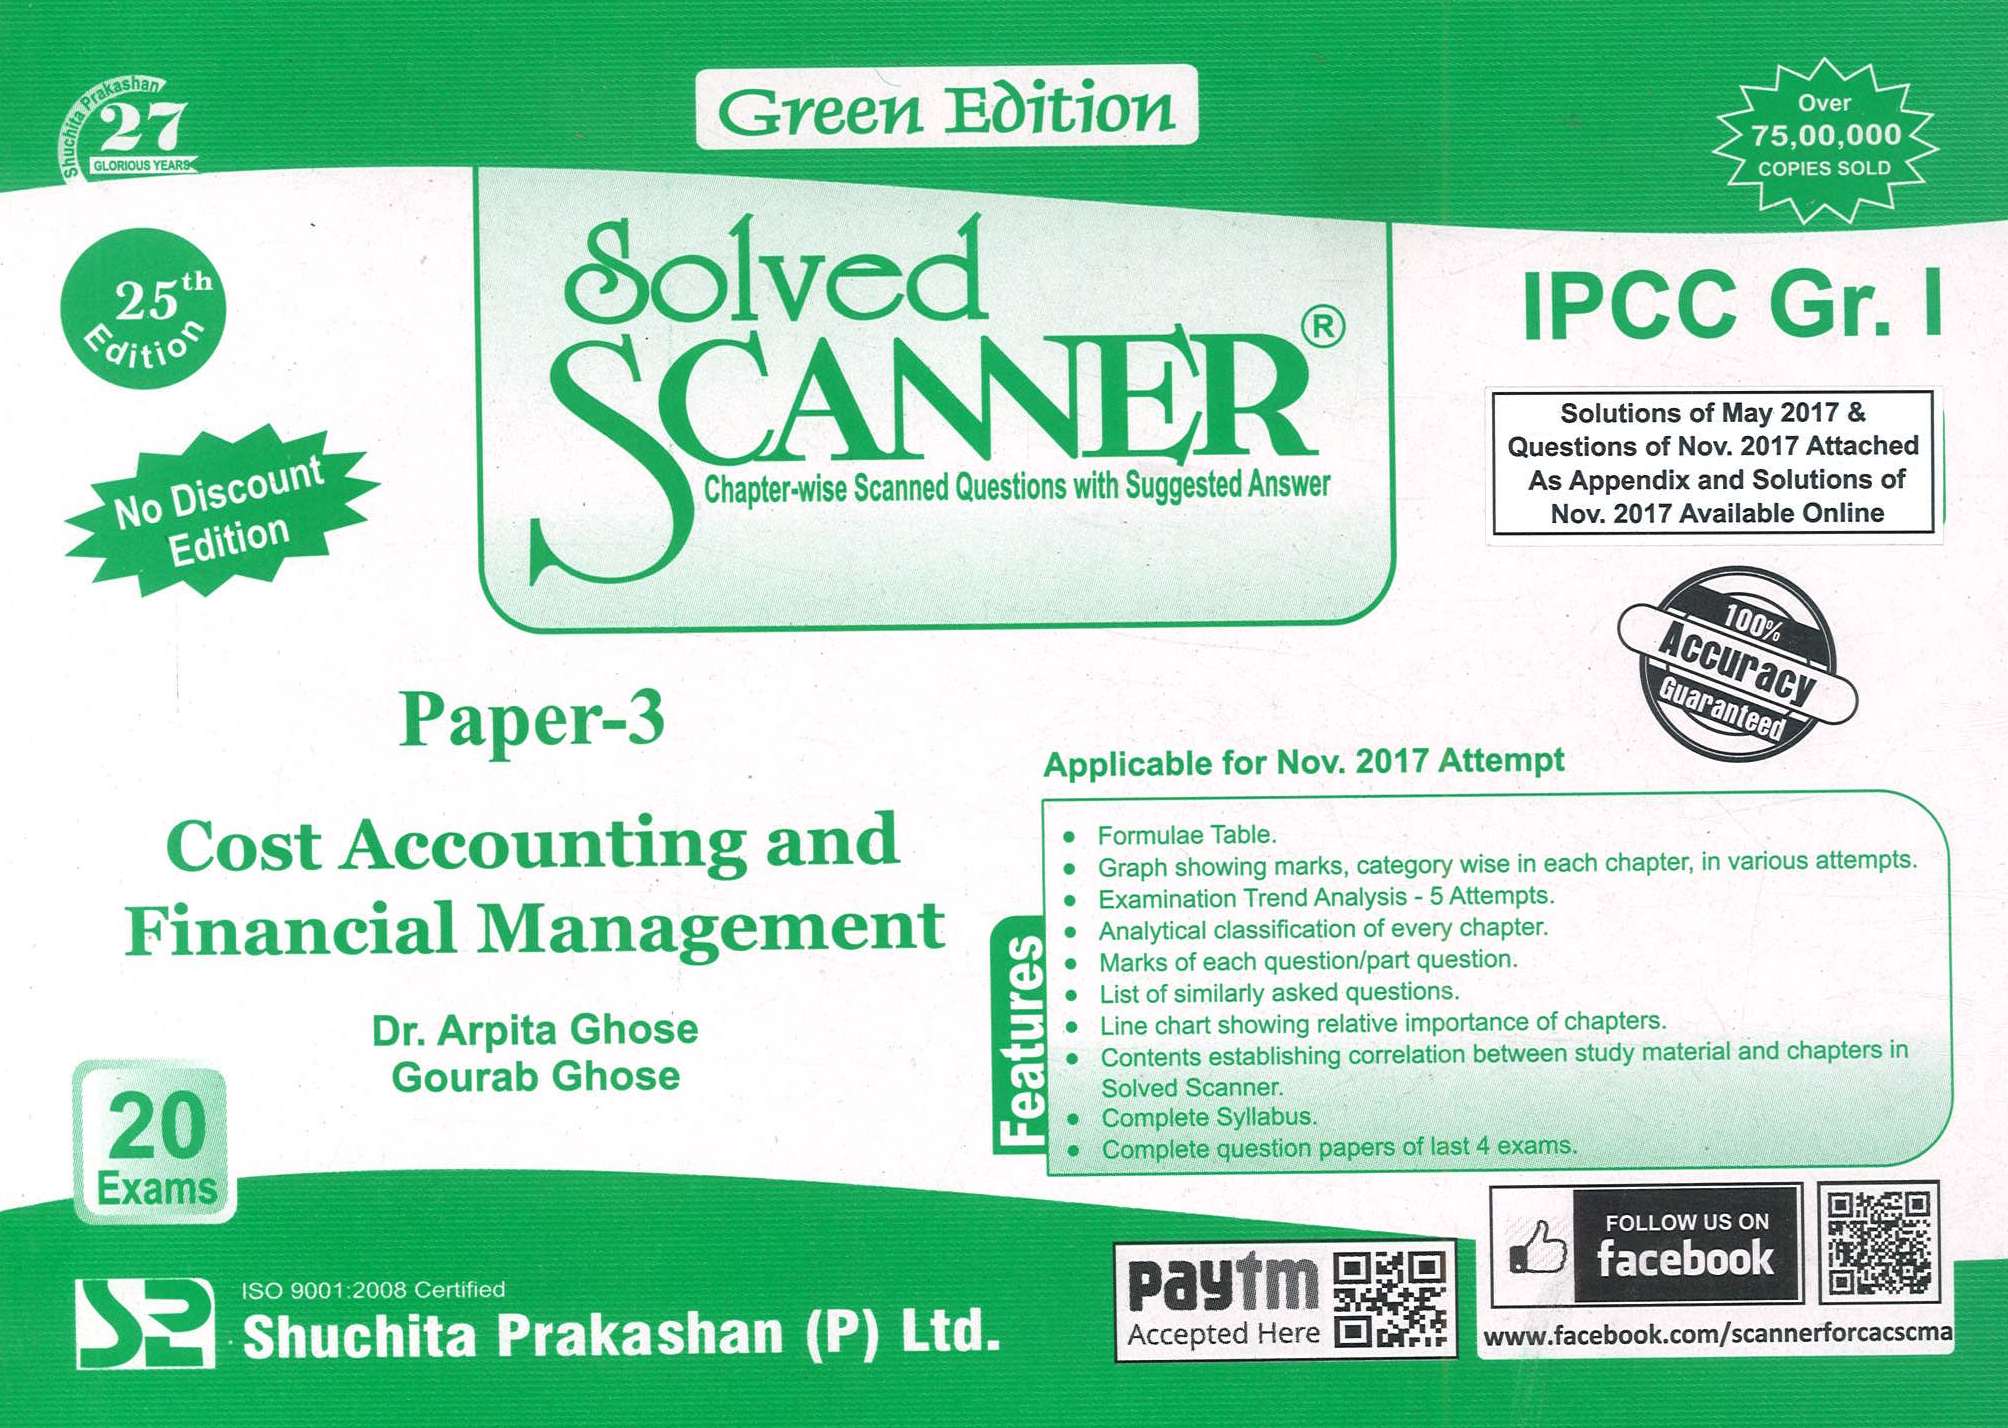 Shuchita Prakashan
27
GLORIOUS YEARS
Green Edition
Over
75,00,000
COPIES SOLD
25th
Edition
No Discount
Edition
Solved
SCANNER®
Chapter-wise Scanned Questions with Suggested Answer
IPCC Gr. I
Solutions of May 2017 &
Questions of Nov. 2017 Attached
As Appendix and Solutions of
Nov. 2017 Available Online
100%
Accuracy
Guaranteed
Paper-3
Cost Accounting and
Financial Management
Dr. Arpita Ghose
Gourab Ghose
20
Exams
Applicable for Nov. 2017 Attempt
Features
• Formulae Table.
• Graph showing marks, category wise in each chapter, in various attempts.
• Examination Trend Analysis - 5 Attempts.
• Analytical classification of every chapter.
• Marks of each question/part question.
• List of similarly asked questions.
• Line chart showing relative importance of chapters.
• Contents establishing correlation between study material and chapters in
Solved Scanner.
• Complete Syllabus.
• Complete question papers of last 4 exams.
ISO 9001:2008 Certified
Shuchita Prakashan (P) Ltd.
paytm
Accepted Here
FOLLOW US ON
facebook
www.facebook.com/scannerforcacscma